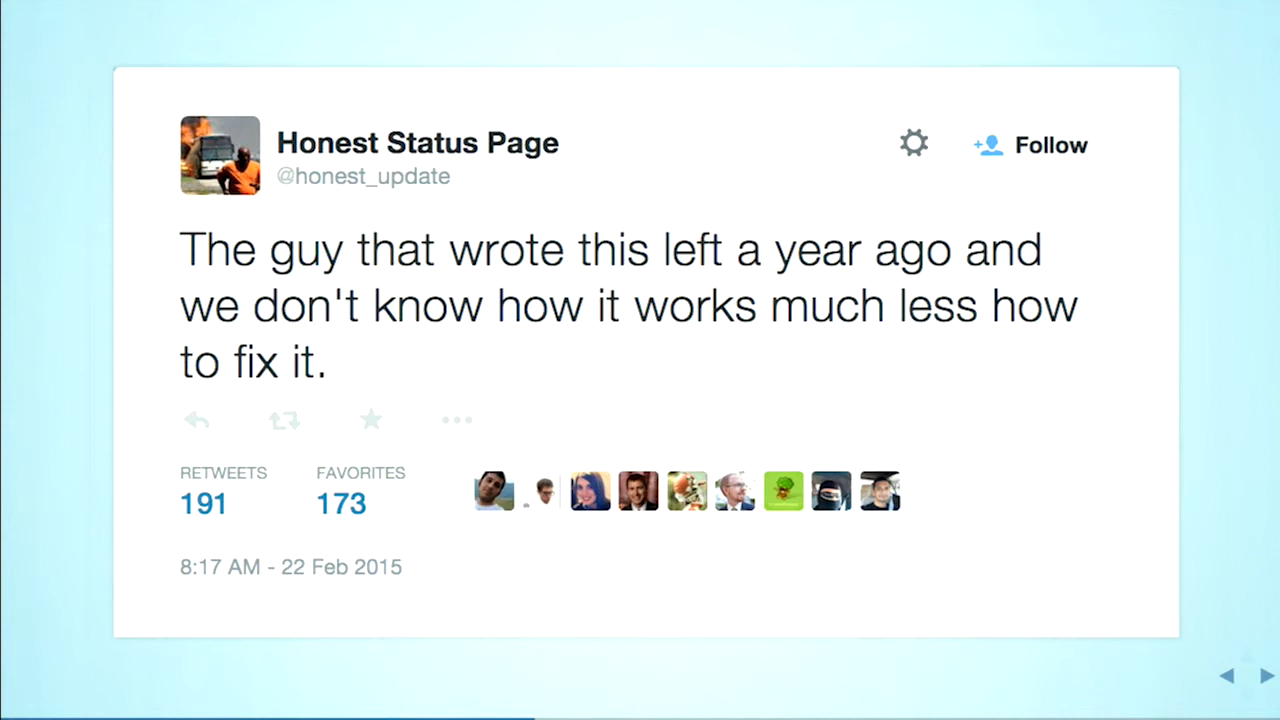 Honest Status Page
@honest_update
Follow
The guy that wrote this left a year ago and
we don't know how it works much less how
to fix it.
RETWEETS FAVORITES
191 173
8:17 AM - 22 Feb 2015